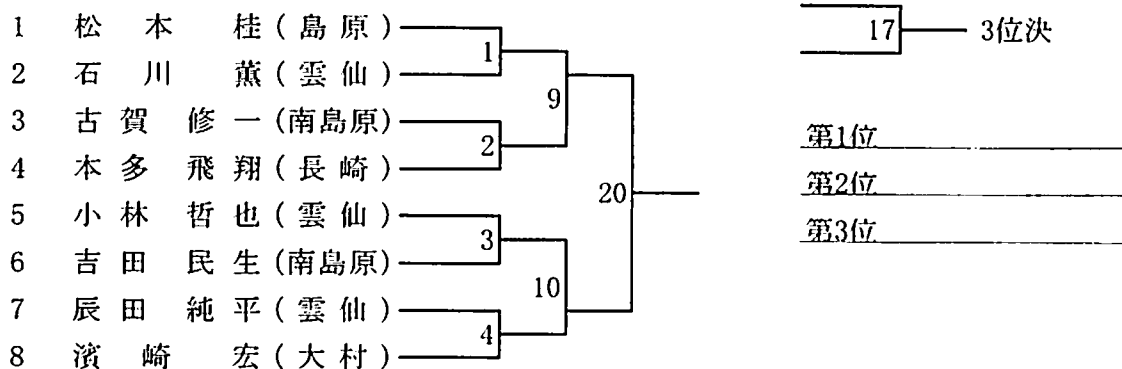 1 松本 桂 (島原)
2 石川 薫 (雲仙)
3 古賀 修一 (南島原)
4 本多 飛翔 (長崎)
5 小林 哲也 (雲仙)
6 吉田 民生 (南島原)
7 辰田 純平 (雲仙)
8 濱崎 宏 (大村)
1
2
3
4
9
10
20
17 3位決
第1位
第2位
第3位